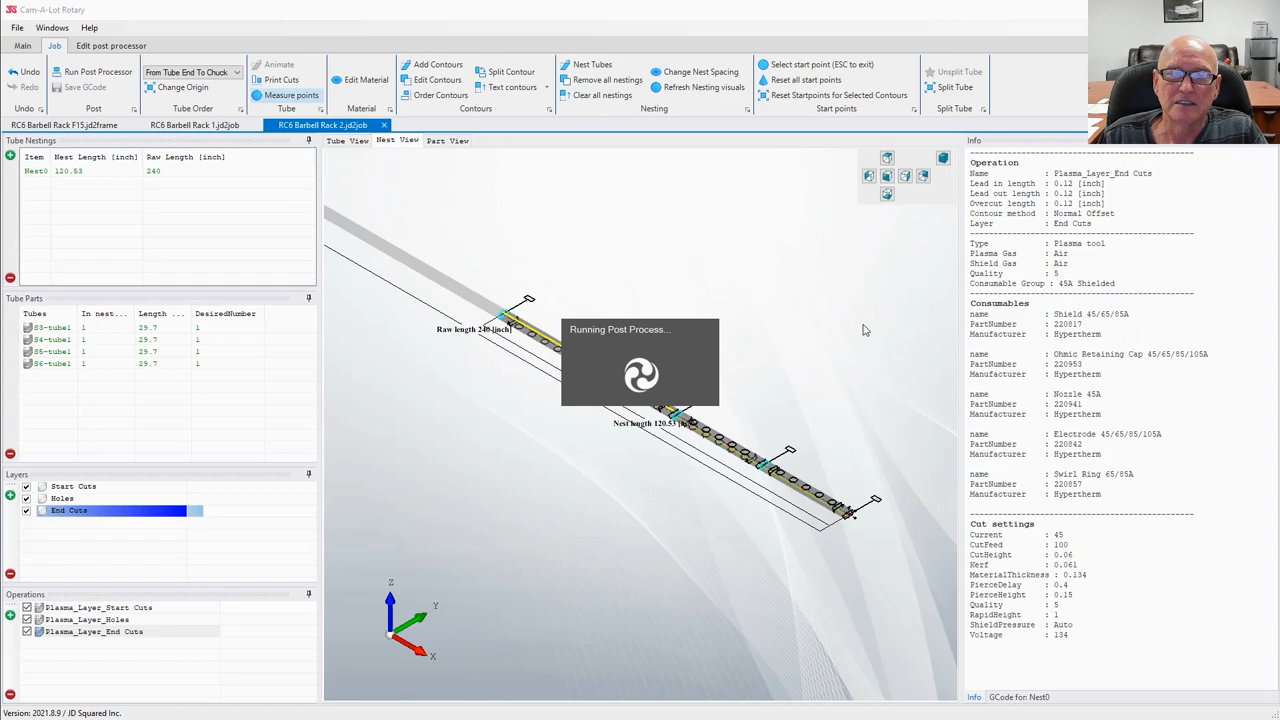 Cam-A-Lot Rotary
File Windows Help
Main Job Edit post processor
Undo
Redo
Undo
Run Post Processor
Save GCode
Post
From Tube End To Chuck
Change Origin
Tube Order
Animate
Print Cuts
Measure points
Tube
Edit Material
Material
Add Contours
Edit Contours
Order Contours
Split Contour
Text contours
Contours
Nest Tubes
Remove all nestings
Clear all nestings
Change Nest Spacing
Refresh Nesting visuals
Nesting
Select start point (ESC to exit)
Reset all start points
Reset Startpoints for Selected Contours
Start points
Unsplit Tube
Split Tube
Split Tube
RC6 Barbell Rack F15.jd2frame RC6 Barbell Rack 1.jd2job RC6 Barbell Rack 2.jd2job
Tube Nestings
Item Nest Length [inch] Raw Length [inch]
Nest0 120.53 240
Tube Parts
Tubes In nest... Length ... DesiredNumber
S3-tube1 1 29.7 1
S4-tube1 1 29.7 1
S5-tube1 1 29.7 1
S6-tube1 1 29.7 1
Layers
Start Cuts
Holes
End Cuts
Operations
Plasma_Layer_Start Cuts
Plasma_Layer_Holes
Plasma_Layer_End Cuts
Tube View Nest View Part View
Raw length 240 [inch]
Running Post Process...
Nest length 120.53 [
Z
Y
X
Info
Operation
Name : Plasma_Layer_End Cuts
Lead in length : 0.12 [inch]
Lead out length : 0.12 [inch]
Overcut length : 0.12 [inch]
Contour method : Normal Offset
Layer : End Cuts
Type : Plasma tool
Plasma Gas : Air
Shield Gas : Air
Quality : 5
Consumable Group : 45A Shielded
Consumables
name : Shield 45/65/85A
PartNumber : 220817
Manufacturer : Hypertherm
name : Ohmic Retaining Cap 45/65/85/105A
PartNumber : 220953
Manufacturer : Hypertherm
name : Nozzle 45A
PartNumber : 220941
Manufacturer : Hypertherm
name : Electrode 45/65/85/105A
PartNumber : 220842
Manufacturer : Hypertherm
name : Swirl Ring 65/85A
PartNumber : 220857
Manufacturer : Hypertherm
Cut settings
Current : 45
CutFeed : 100
CutHeight : 0.06
Kerf : 0.061
MaterialThickness : 0.134
PierceDelay : 0.4
PierceHeight : 0.15
Quality : 5
RapidHeight : 1
ShieldPressure : Auto
Voltage : 134
Info GCode for: Nest0
Version: 2021.8.9 / JD Squared Inc.